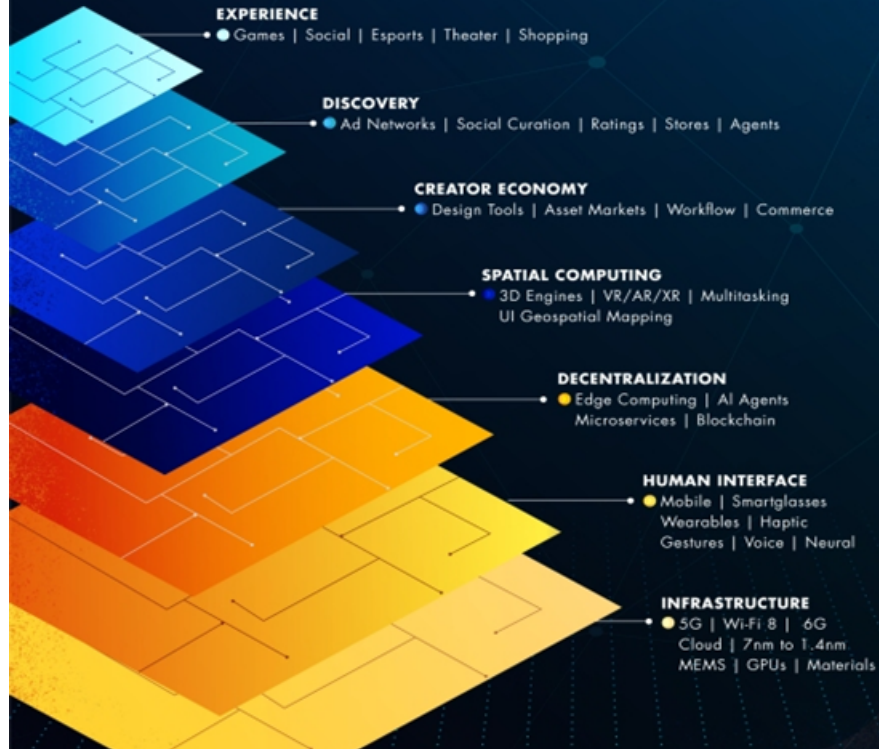 EXPERIENCE
Games | Social | Esports | Theater | Shopping
DISCOVERY
Ad Networks | Social Curation | Ratings | Stores | Agents
CREATOR ECONOMY
Design Tools | Asset Markets | Workflow | Commerce
SPATIAL COMPUTING
3D Engines | VR/AR/XR | Multitasking
UI Geospatial Mapping
DECENTRALIZATION
Edge Computing | AI Agents
Microservices | Blockchain
HUMAN INTERFACE
Mobile | Smartglasses
Wearables | Haptic
Gestures | Voice | Neural
INFRASTRUCTURE
5G | Wi-Fi 8 | 6G
Cloud | 7nm to 1.4nm
MEMS | GPUs | Materials